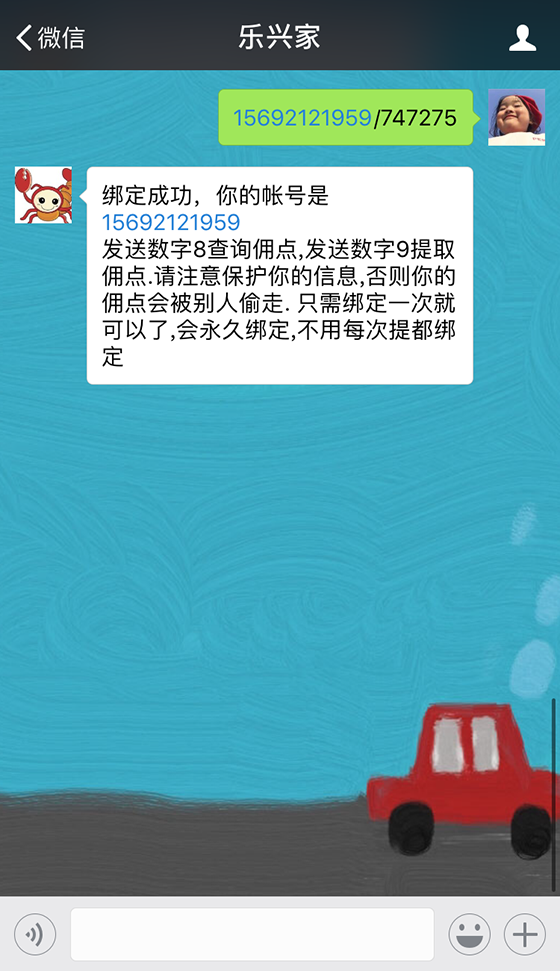 微信
乐兴家
15692121959/747275
绑定成功，你的帐号是
15692121959
发送数字8查询佣点,发送数字9提取
佣点.请注意保护你的信息,否则你的
佣点会被别人偷走. 只需绑定一次就
可以了,会永久绑定,不用每次提都绑
定